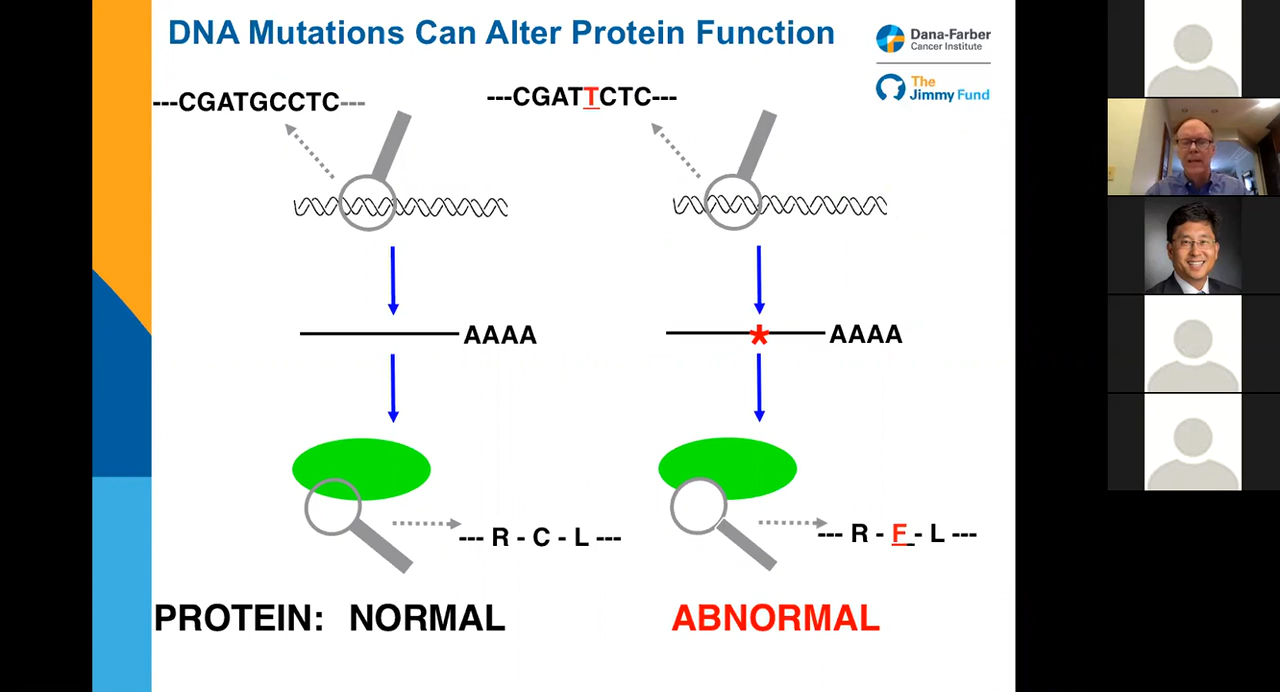 DNA Mutations Can Alter Protein Function
Dana-Farber
Cancer Institute
The
Jimmy Fund
---CGATGCCTC---
---CGATTCTC---
AAAA
* AAAA
--- R - C - L ---
--- R - F - L ---
PROTEIN: NORMAL
ABNORMAL